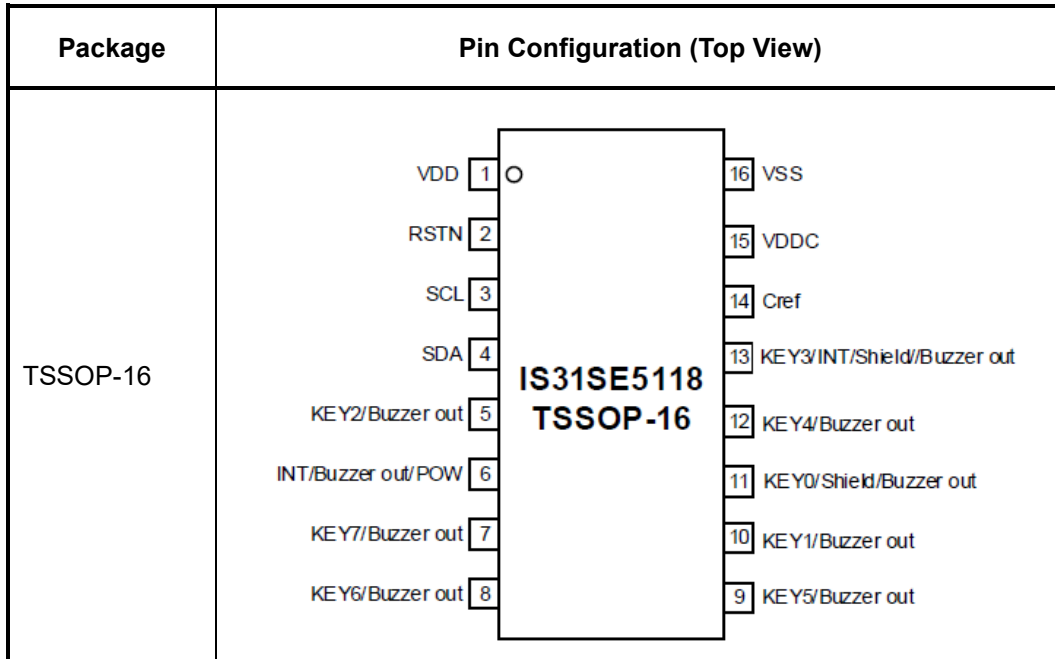 Package
Pin Configuration (Top View)
TSSOP-16
VDD 1
RSTN 2
SCL 3
SDA 4
KEY2/Buzzer out 5
INT/Buzzer out/POW 6
KEY7/Buzzer out 7
KEY6/Buzzer out 8
IS31SE5118
TSSOP-16
16 VSS
15 VDDC
14 Cref
13 KEY3/INT/Shield//Buzzer out
12 KEY4/Buzzer out
11 KEY0/Shield/Buzzer out
10 KEY1/Buzzer out
9 KEY5/Buzzer out